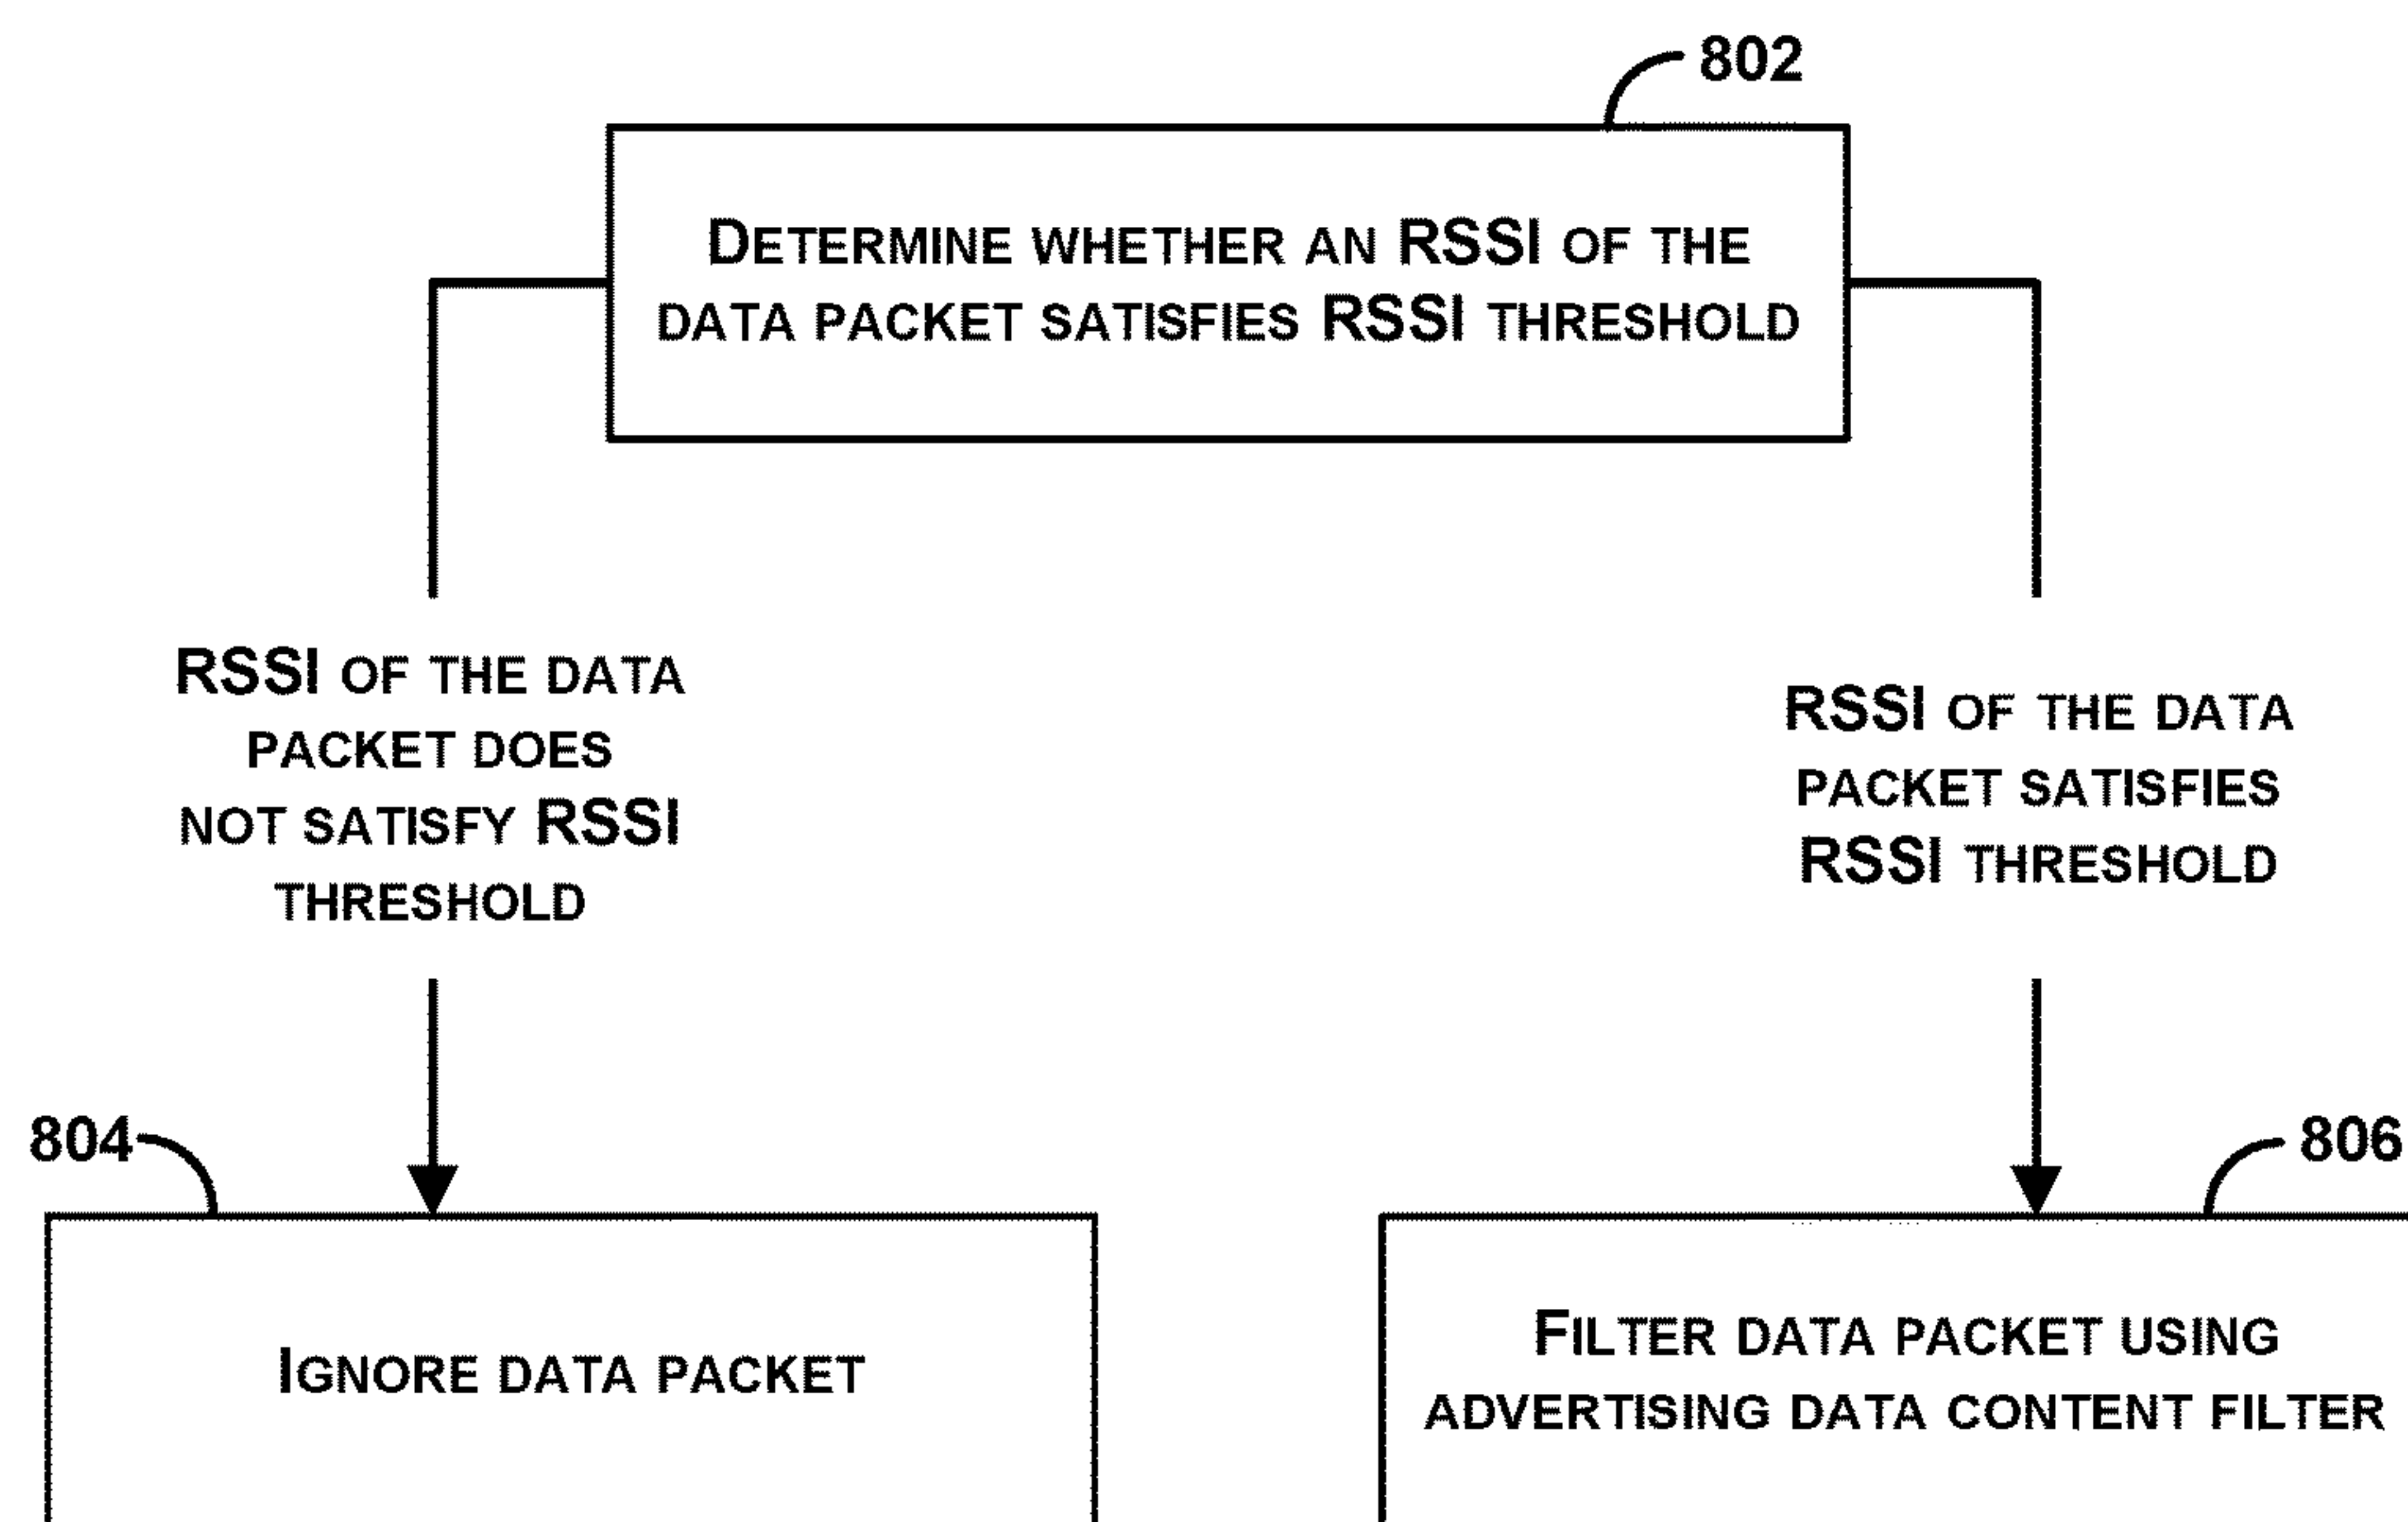 802
DETERMINE WHETHER AN RSSI OF THE
DATA PACKET SATISFIES RSSI THRESHOLD
RSSI OF THE DATA
PACKET DOES
NOT SATISFY RSSI
THRESHOLD
RSSI OF THE DATA
PACKET SATISFIES
RSSI THRESHOLD
804
IGNORE DATA PACKET
806
FILTER DATA PACKET USING
ADVERTISING DATA CONTENT FILTER